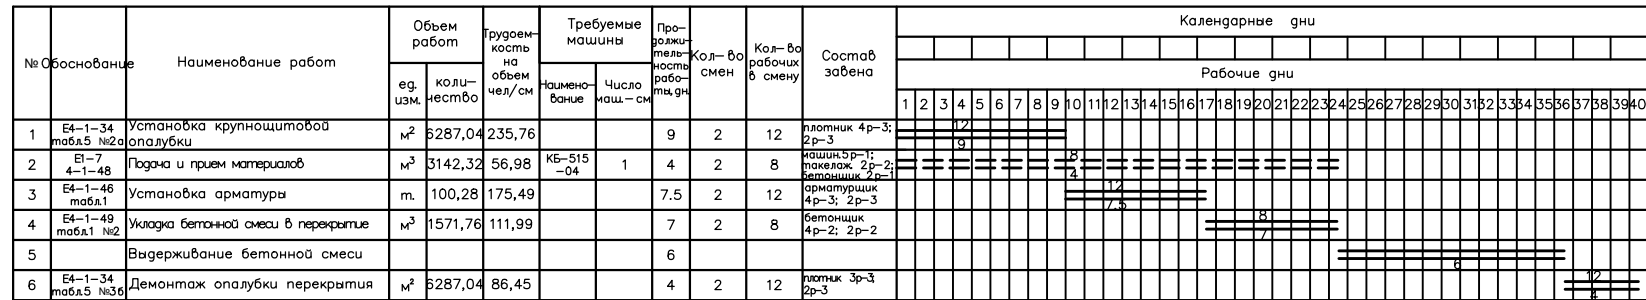 №
Обоснование
Наименование работ
Объем
работ
ед.
изм.
коли-
чество
Трудоем-
кость
на
объем
чел/см
Требуемые
машины
Наимено-
вание
Число
маш.-см
Про-
должи-
тель-
ность
рабо-
ты,дн.
Кол-во
смен
Кол-во
рабочих
в смену
Состав
завена
Календарные дни
Рабочие дни
1 2 3 4 5 6 7 8 9 10 11 12 13 14 15 16 17 18 19 20 21 22 23 24 25 26 27 28 29 30 31 32 33 34 35 36 37 38 39 40
1
Е4-1-34
табл.5 №2а
Установка крупнощитовой
опалубки
м²
6287,04
235,76
9
2
12
плотник 4р-3;
2р-3
12
9
2
Е1-7
4-1-48
Подача и прием материалов
м³
3142,32
56,98
КБ-515
-04
1
4
2
8
машин.5р-1;
такелаж. 2р-2;
бетонщик 2р-1
8
4
3
Е4-1-46
табл.1
Установка арматуры
т.
100,28
175,49
7.5
2
12
арматурщик
4р-3; 2р-3
12
7.5
4
Е4-1-49
табл.1 №2
Укладка бетонной смеси в перекрытие
м³
1571,76
111,99
7
2
8
бетонщик
4р-2; 2р-2
8
7
5
Выдерживание бетонной смеси
6
6
6
Е4-1-34
табл.5 №3б
Демонтаж опалубки перекрытия
м²
6287,04
86,45
4
2
12
плотник 3р-3;
2р-3
12
4